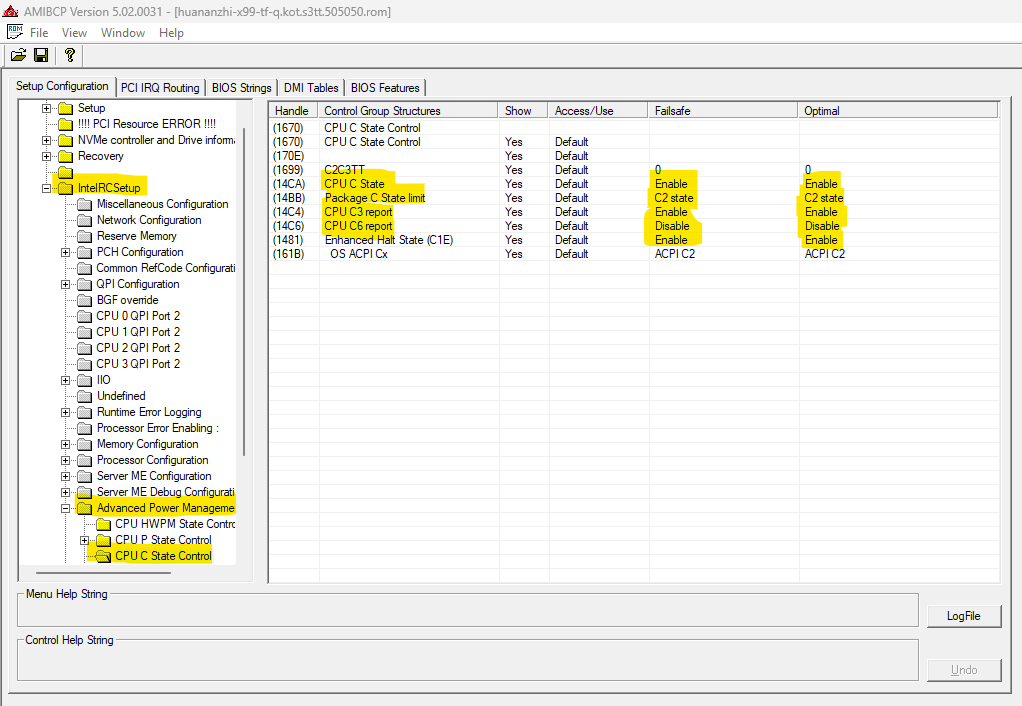 AMIBCP Version 5.02.0031 - [huananzhi-x99-tf-q.kot.s3tt.505050.rom]
File View Window Help
Setup Configuration PCI IRQ Routing BIOS Strings DMI Tables BIOS Features
Setup
!!!! PCI Resource ERROR !!!!
NVMe controller and Drive inform
Recovery
IntelRCSetup
Miscellaneous Configuration
Network Configuration
Reserve Memory
PCH Configuration
Common RefCode Configurati
QPI Configuration
BGF override
CPU 0 QPI Port 2
CPU 1 QPI Port 2
CPU 2 QPI Port 2
CPU 3 QPI Port 2
IIO
Undefined
Runtime Error Logging
Processor Error Enabling :
Memory Configuration
Processor Configuration
Server ME Configuration
Server ME Debug Configurati
Advanced Power Manageme
CPU HWPM State Contro
CPU P State Control
CPU C State Control
Handle Control Group Structures Show Access/Use Failsafe Optimal
(1670) CPU C State Control
(1670) CPU C State Control Yes Default
(170E) Yes Default
(1699) C2C3TT Yes Default 0 0
(14CA) CPU C State Yes Default Enable Enable
(14BB) Package C State limit Yes Default C2 state C2 state
(14C4) CPU C3 report Yes Default Enable Enable
(14C6) CPU C6 report Yes Default Disable Disable
(1481) Enhanced Halt State (C1E) Yes Default Enable Enable
(161B) OS ACPI Cx Yes Default ACPI C2 ACPI C2
Menu Help String
LogFile
Control Help String
Undo